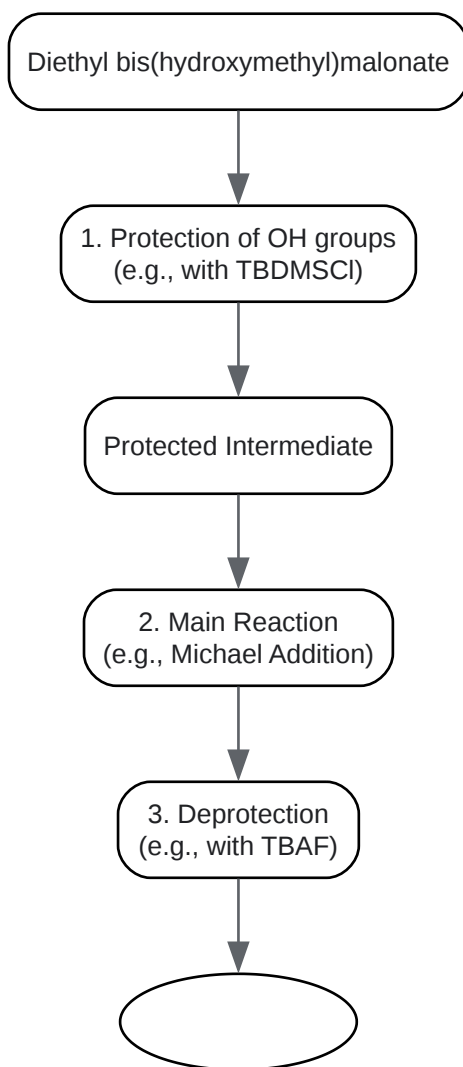 Diethyl bis(hydroxymethyl)malonate
1. Protection of OH groups
(e.g., with TBDMSCl)
Protected Intermediate
2. Main Reaction
(e.g., Michael Addition)
3. Deprotection
(e.g., with TBAF)